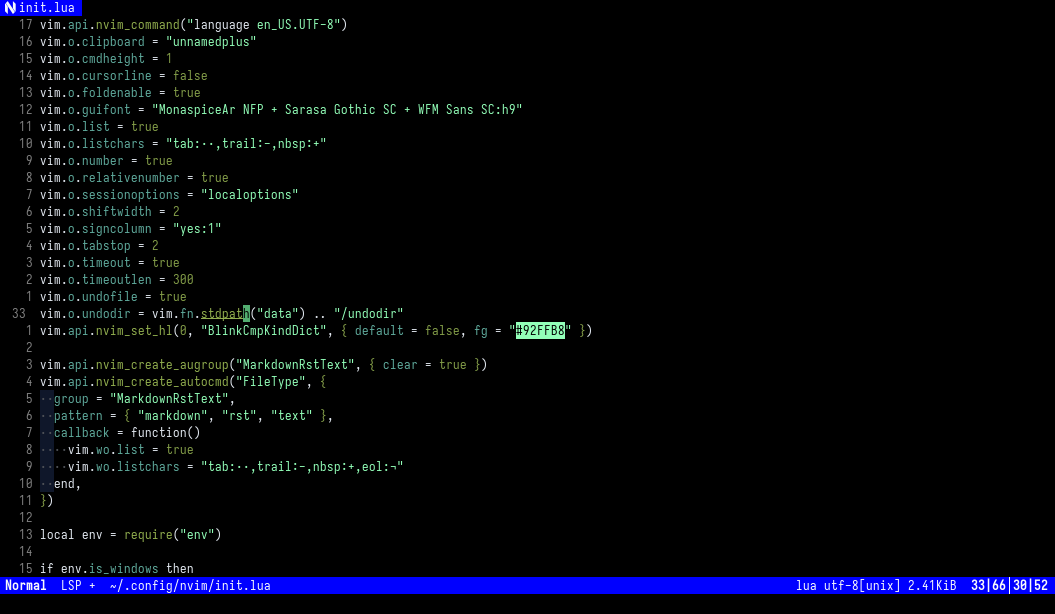 init.lua
17 vim.api.nvim_command("language en_US.UTF-8")
16 vim.o.clipboard = "unnamedplus"
15 vim.o.cmdheight = 1
14 vim.o.cursorline = false
13 vim.o.foldenable = true
12 vim.o.guifont = "MonaspiceAr NFP + Sarasa Gothic SC + WFM Sans SC:h9"
11 vim.o.list = true
10 vim.o.listchars = "tab:··,trail:-,nbsp:+"
9 vim.o.number = true
8 vim.o.relativenumber = true
7 vim.o.sessionoptions = "localoptions"
6 vim.o.shiftwidth = 2
5 vim.o.signcolumn = "yes:1"
4 vim.o.tabstop = 2
3 vim.o.timeout = true
2 vim.o.timeoutlen = 300
1 vim.o.undofile = true
33 vim.o.undodir = vim.fn.stdpath("data") .. "/undodir"
1 vim.api.nvim_set_hl(0, "BlinkCmpKindDict", { default = false, fg = "#92FFB8" })
2
3 vim.api.nvim_create_augroup("MarkdownRstText", { clear = true })
4 vim.api.nvim_create_autocmd("FileType", {
5 ··group = "MarkdownRstText",
6 ··pattern = { "markdown", "rst", "text" },
7 ··callback = function()
8 ····vim.wo.list = true
9 ····vim.wo.listchars = "tab:··,trail:-,nbsp:+,eol:¬"
10 ··end,
11 })
12
13 local env = require("env")
14
15 if env.is_windows then
Normal LSP + ~/.config/nvim/init.lua lua utf-8[unix] 2.41KiB 33|66|30|52